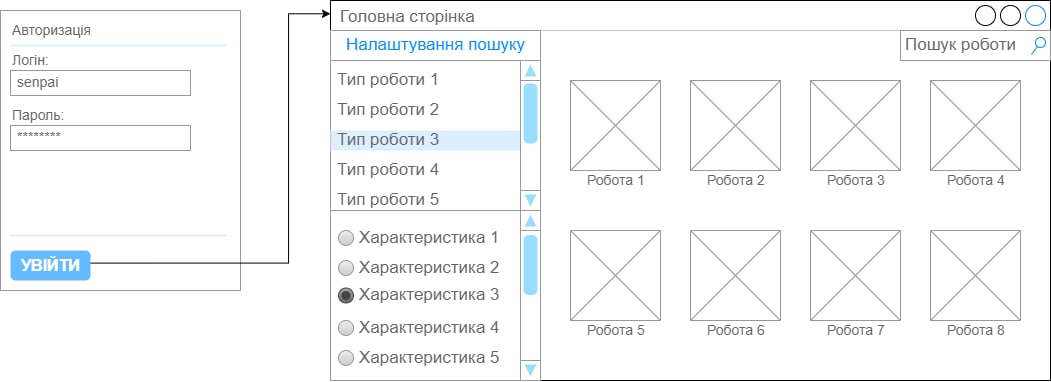 Авторизація
Логін:
senpai
Пароль:
********
УВІЙТИ
Головна сторінка
Налаштування пошуку
Пошук роботи
Тип роботи 1
Тип роботи 2
Тип роботи 3
Тип роботи 4
Тип роботи 5
Характеристика 1
Характеристика 2
Характеристика 3
Характеристика 4
Характеристика 5
Робота 1
Робота 2
Робота 3
Робота 4
Робота 5
Робота 6
Робота 7
Робота 8